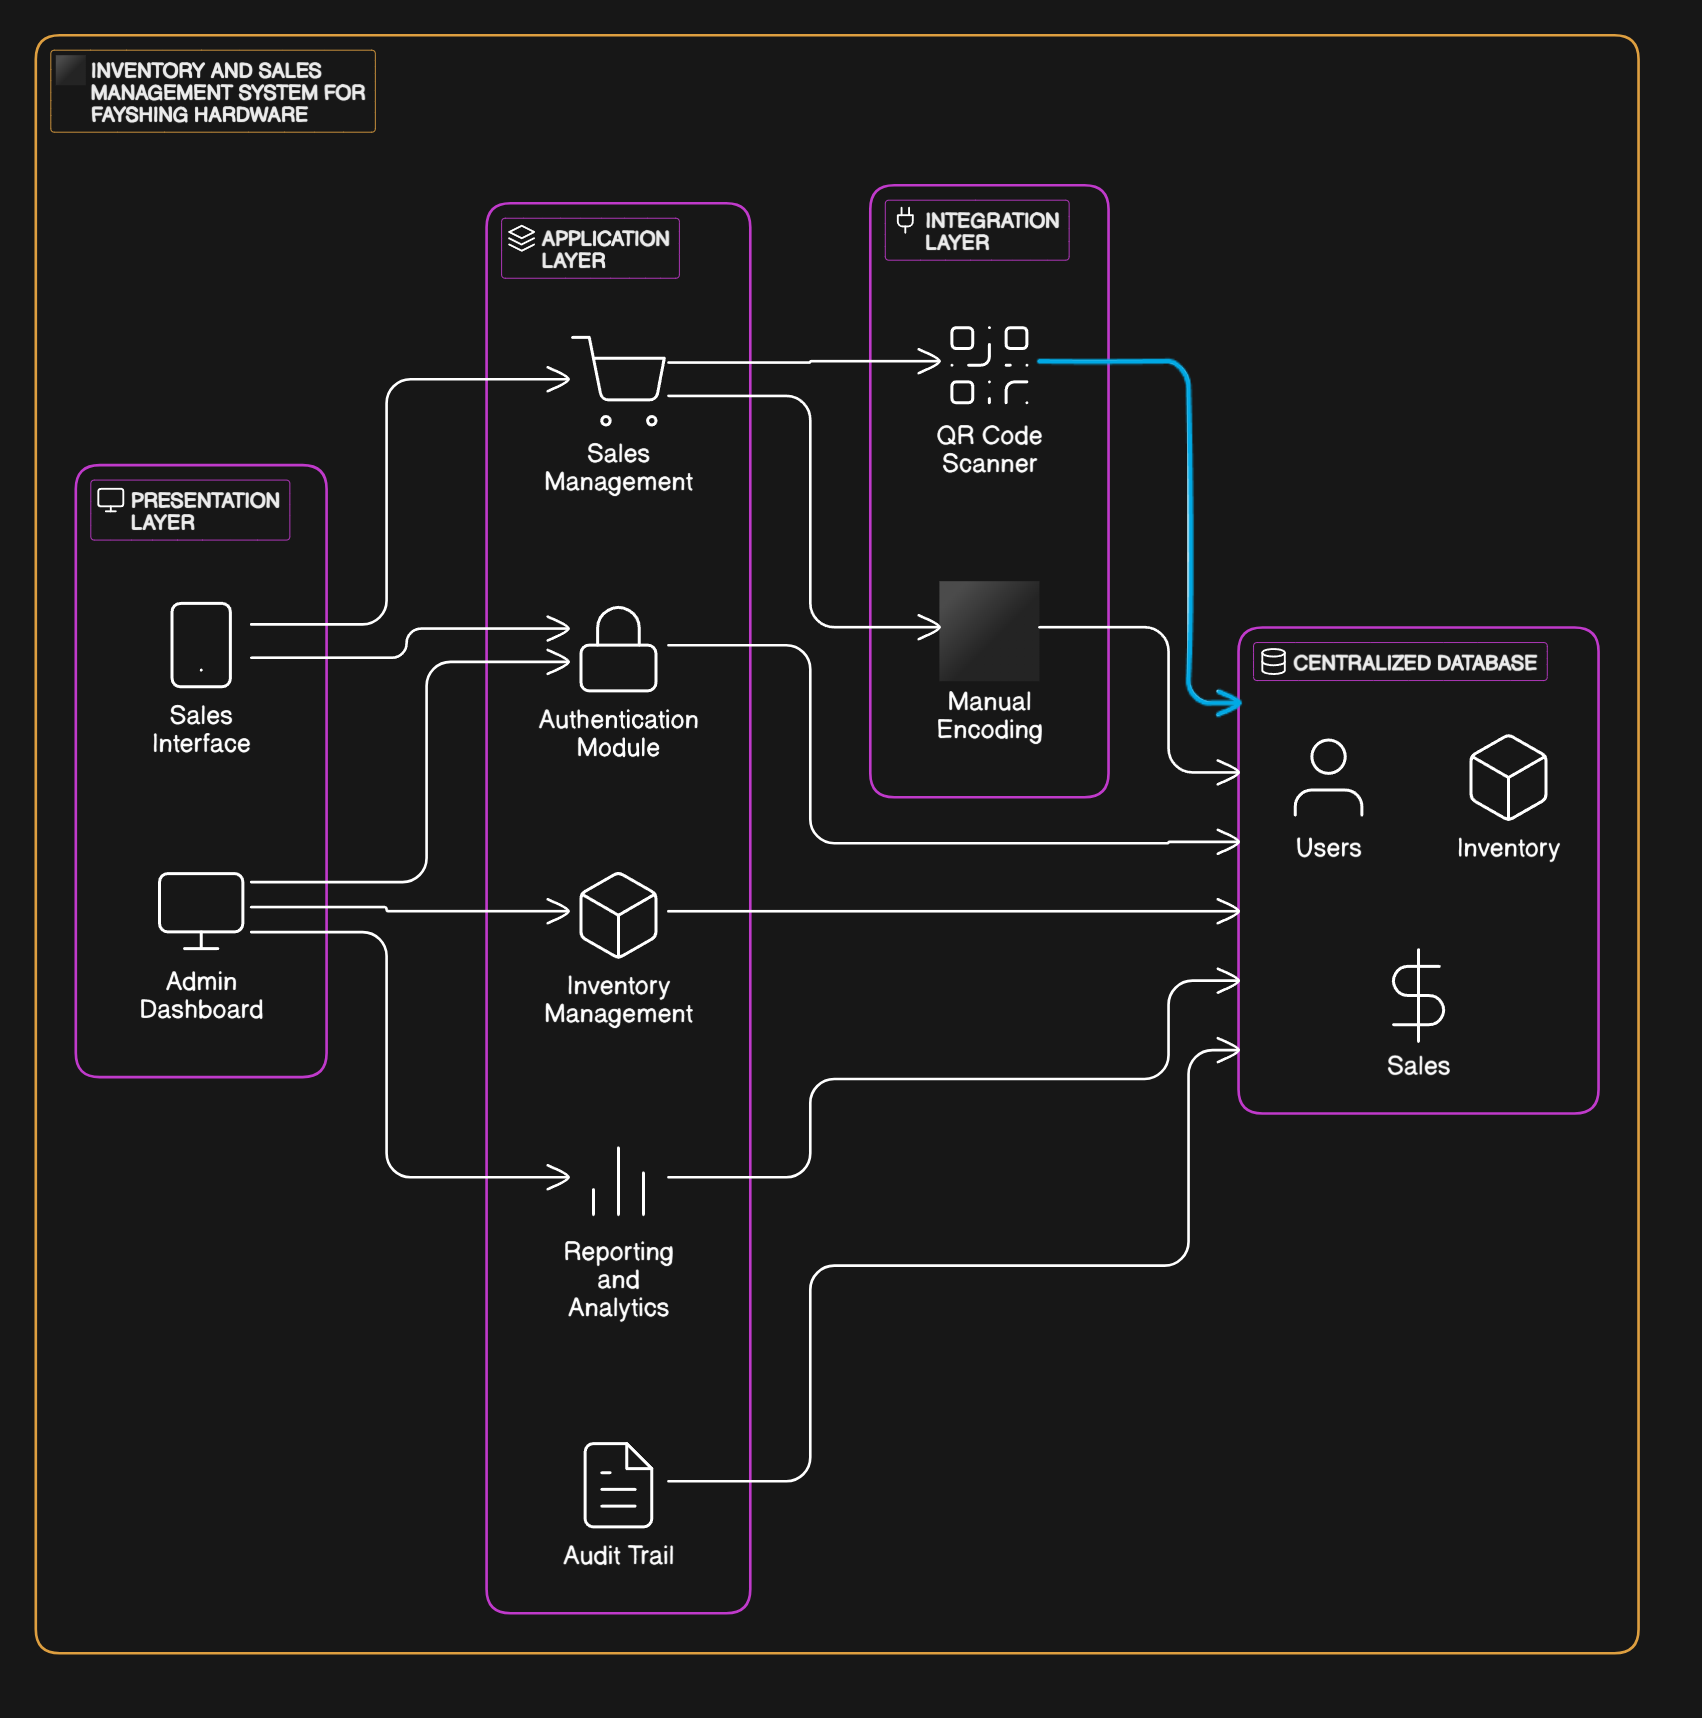 INVENTORY AND SALES
MANAGEMENT SYSTEM FOR
FAYSHING HARDWARE
PRESENTATION
LAYER
Sales
Interface
Admin
Dashboard
APPLICATION
LAYER
Sales
Management
Authentication
Module
Inventory
Management
Reporting
and
Analytics
Audit Trail
INTEGRATION
LAYER
QR Code
Scanner
Manual
Encoding
CENTRALIZED DATABASE
Users
Inventory
Sales